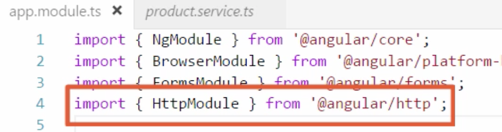 app.module.ts × product.service.ts
1 import { NgModule } from '@angular/core';
2 import { BrowserModule } from '@angular/platform-
3 import { FormsModule } from '@angular/forms';
4 import { HttpModule } from '@angular/http';
5